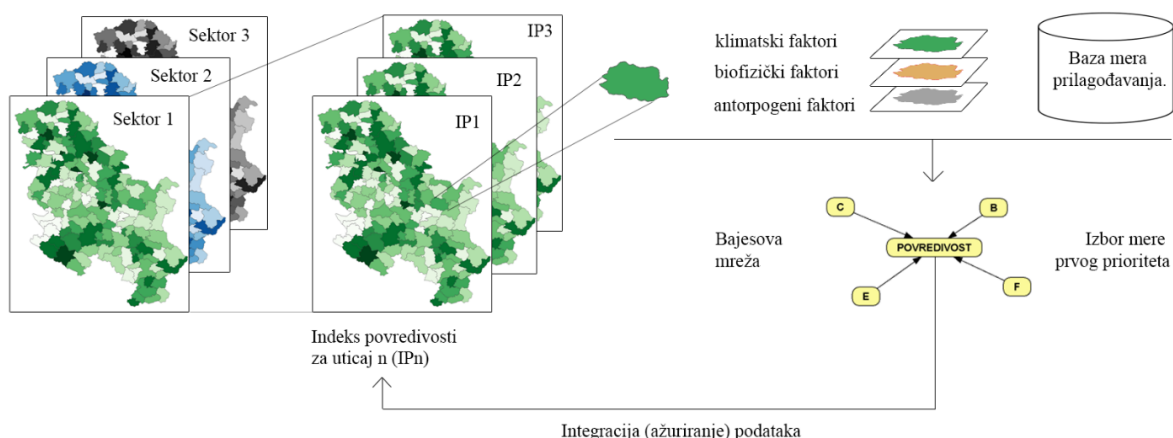 Sektor 3
Sektor 2
Sektor 1
IP3
IP2
IP1
klimatski faktori
biofizički faktori
antorpogeni faktori
Baza mera
prilagođavanja.
C
B
POVREDIVOST
E
F
Bajesova
mreža
Izbor mere
prvog prioriteta
Indeks povredivosti
za uticaj n (IPn)
Integracija (ažuriranje) podataka